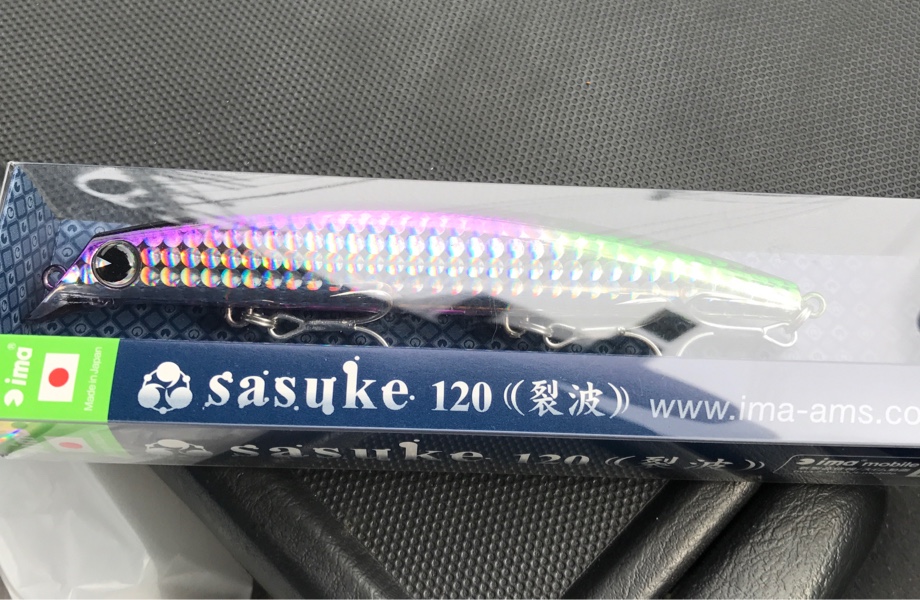 ima®
Made in Japan
sasuke 120 ((裂波)) www.ima-ams.co
sasuke 120 ((裂波)) ima mobile